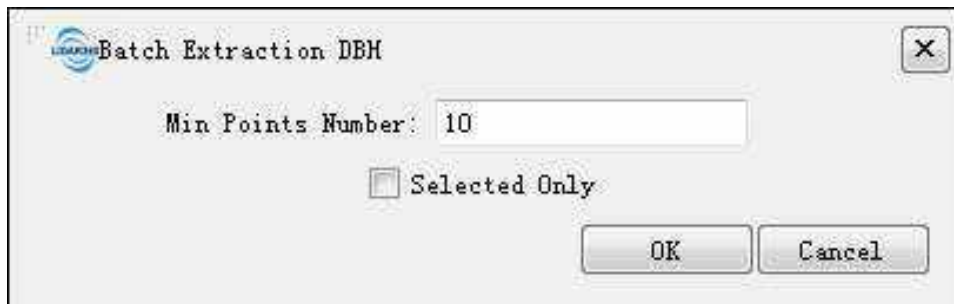 Batch Extraction DBH
Min Points Number: 10
Selected Only
OK Cancel